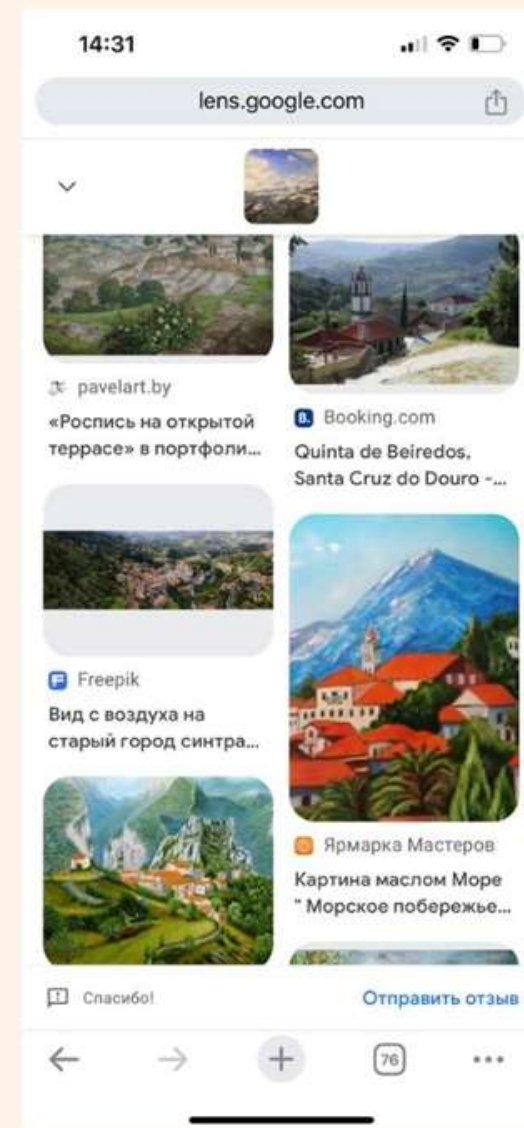 14:31
lens.google.com
pavelart.by
«Роспись на открытой
террасе» в портфоли...
Booking.com
Quinta de Beiredos,
Santa Cruz do Douro -...
Freepik
Вид с воздуха на
старый город синтра...
Ярмарка Мастеров
Картина маслом Море
" Морское побережье...
Спасибо!
Отправить отзыв
76